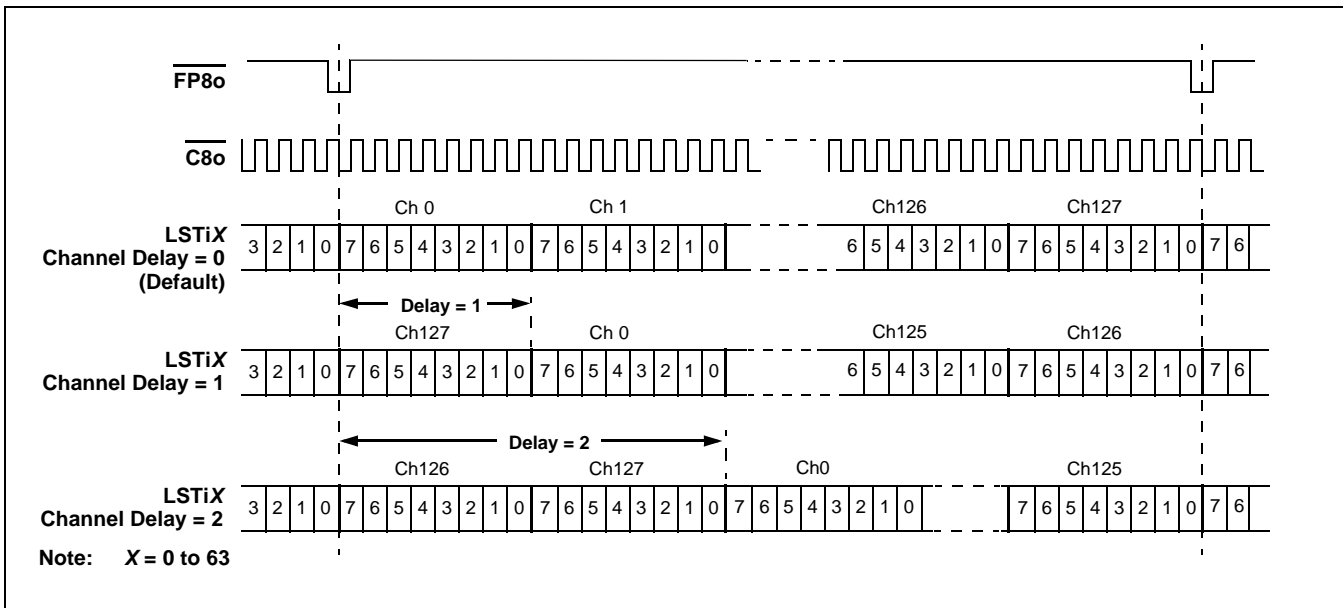 FP8o
C8o
Ch 0 Ch 1 Ch126 Ch127
LSTiX
Channel Delay = 0
(Default)
3 2 1 0 7 6 5 4 3 2 1 0 7 6 5 4 3 2 1 0 6 5 4 3 2 1 0 7 6 5 4 3 2 1 0 7 6
Delay = 1
Ch127 Ch 0 Ch125 Ch126
LSTiX
Channel Delay = 1
3 2 1 0 7 6 5 4 3 2 1 0 7 6 5 4 3 2 1 0 6 5 4 3 2 1 0 7 6 5 4 3 2 1 0 7 6
Delay = 2
Ch126 Ch127 Ch0 Ch125
LSTiX
Channel Delay = 2
3 2 1 0 7 6 5 4 3 2 1 0 7 6 5 4 3 2 1 0 7 6 5 4 3 2 1 0 7 6 5 4 3 2 1 0 7 6
Note: X = 0 to 63